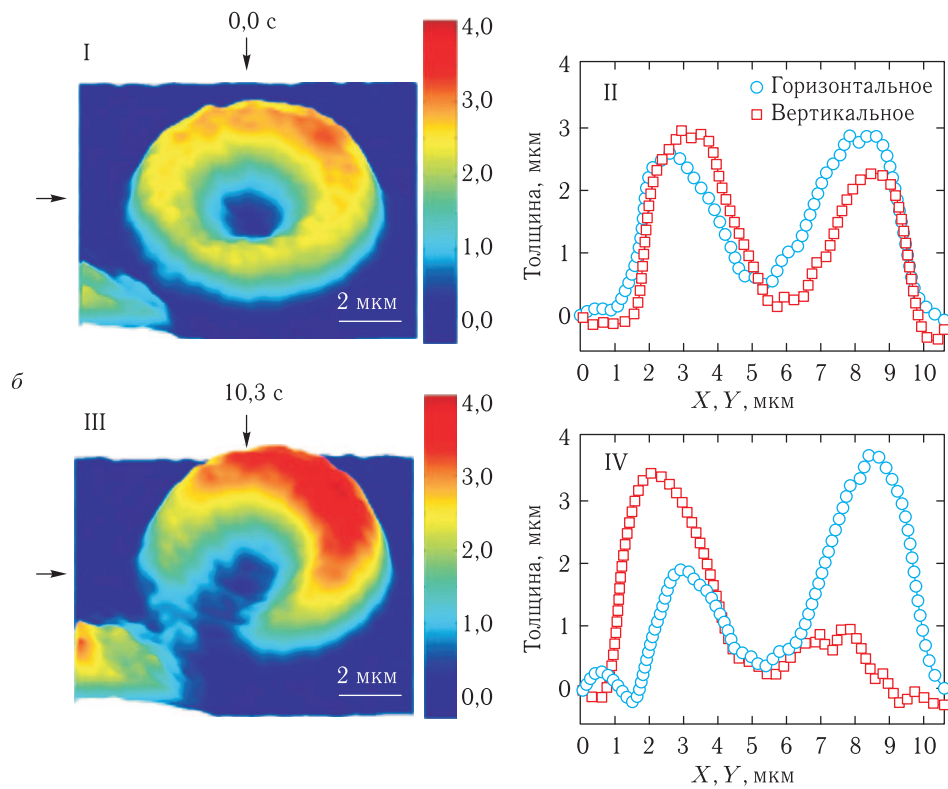 0,0 с
I
4,0
3,0
2,0
1,0
0,0
2 мкм
II
Горизонтальное
Вертикальное
Толщина, мкм
4
3
2
1
0
0 1 2 3 4 5 6 7 8 9 10
X, Y, мкм
б
10,3 с
III
4,0
3,0
2,0
1,0
0,0
2 мкм
IV
Толщина, мкм
4
3
2
1
0
0 1 2 3 4 5 6 7 8 9 10
X, Y, мкм